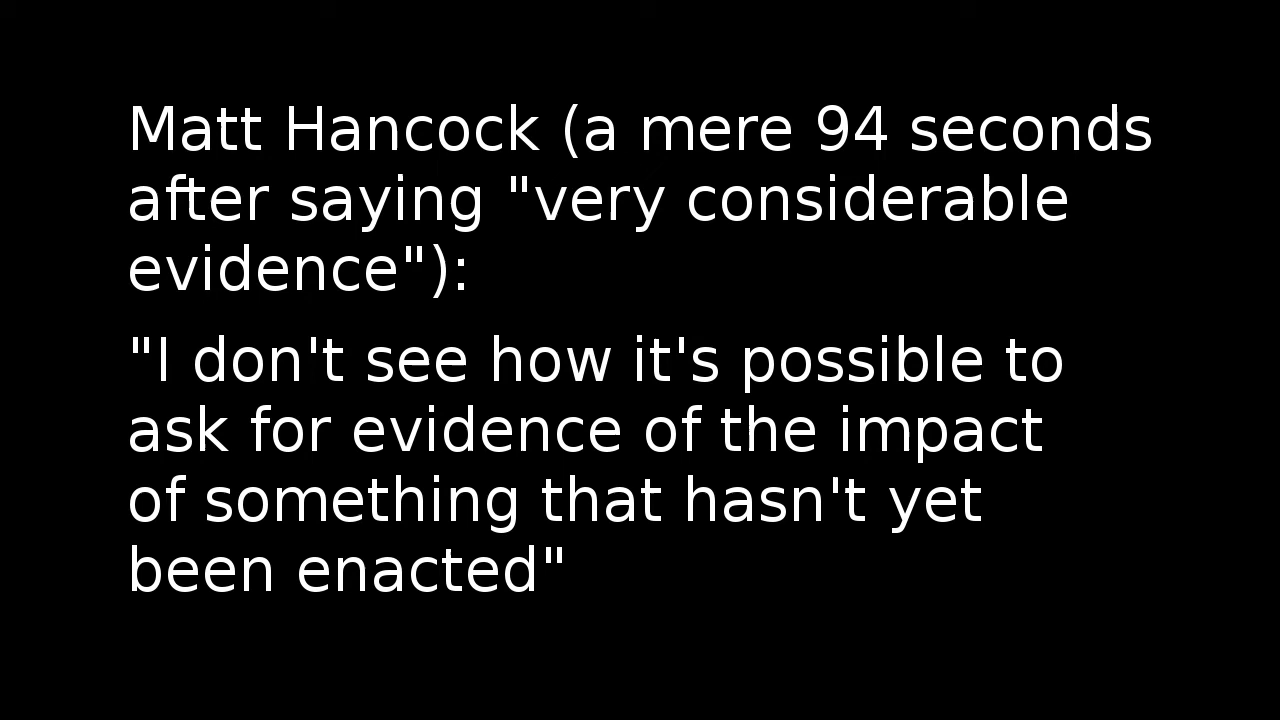 Matt Hancock (a mere 94 seconds
after saying "very considerable
evidence"):
"I don't see how it's possible to
ask for evidence of the impact
of something that hasn't yet
been enacted"